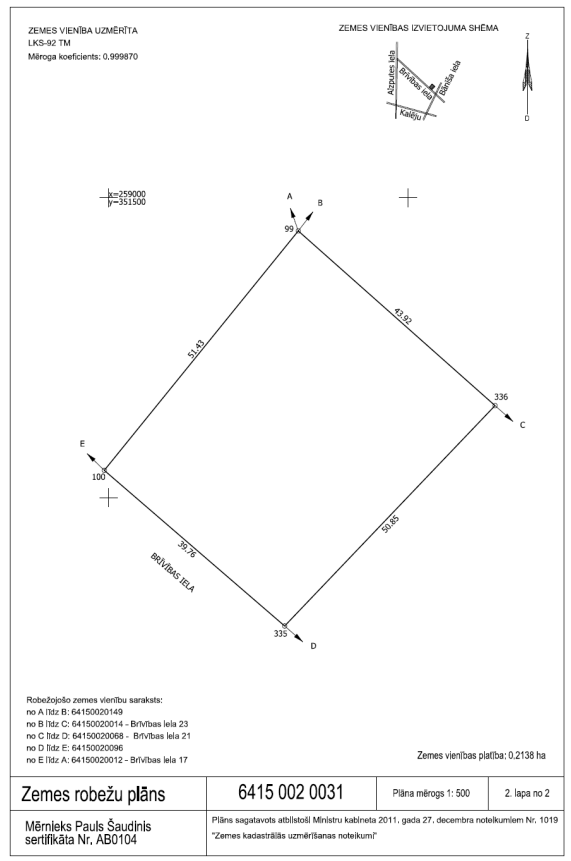 ZEMES VIENĪBA UZMĒRĪTA
LKS-92 TM
Mēroga koeficients: 0.999870
ZEMES VIENĪBAS IZVIETOJUMA SHĒMA
Aizputes iela
Brīvības iela
Bāniša iela
Kalēju
Z
D
x=259000
y=351500
A
B
99
43.92
51.43
336
C
E
100
50.85
39.76
BRĪVĪBAS IELA
335
D
Robežojošo zemes vienību saraksts:
no A līdz B: 64150020149
no B līdz C: 64150020014 - Brīvības iela 23
no C līdz D: 64150020068 - Brīvības iela 21
no D līdz E: 64150020096
no E līdz A: 64150020012 - Brīvības iela 17
Zemes vienības platība: 0.2138 ha
Zemes robežu plāns
6415 002 0031
Plāna mērogs 1: 500
2. lapa no 2
Mērnieks Pauls Šaudinis
sertifikāta Nr. AB0104
Plāns sagatavots atbilstoši Ministru kabineta 2011. gada 27. decembra noteikumiem Nr. 1019
"Zemes kadastrālās uzmērīšanas noteikumi"